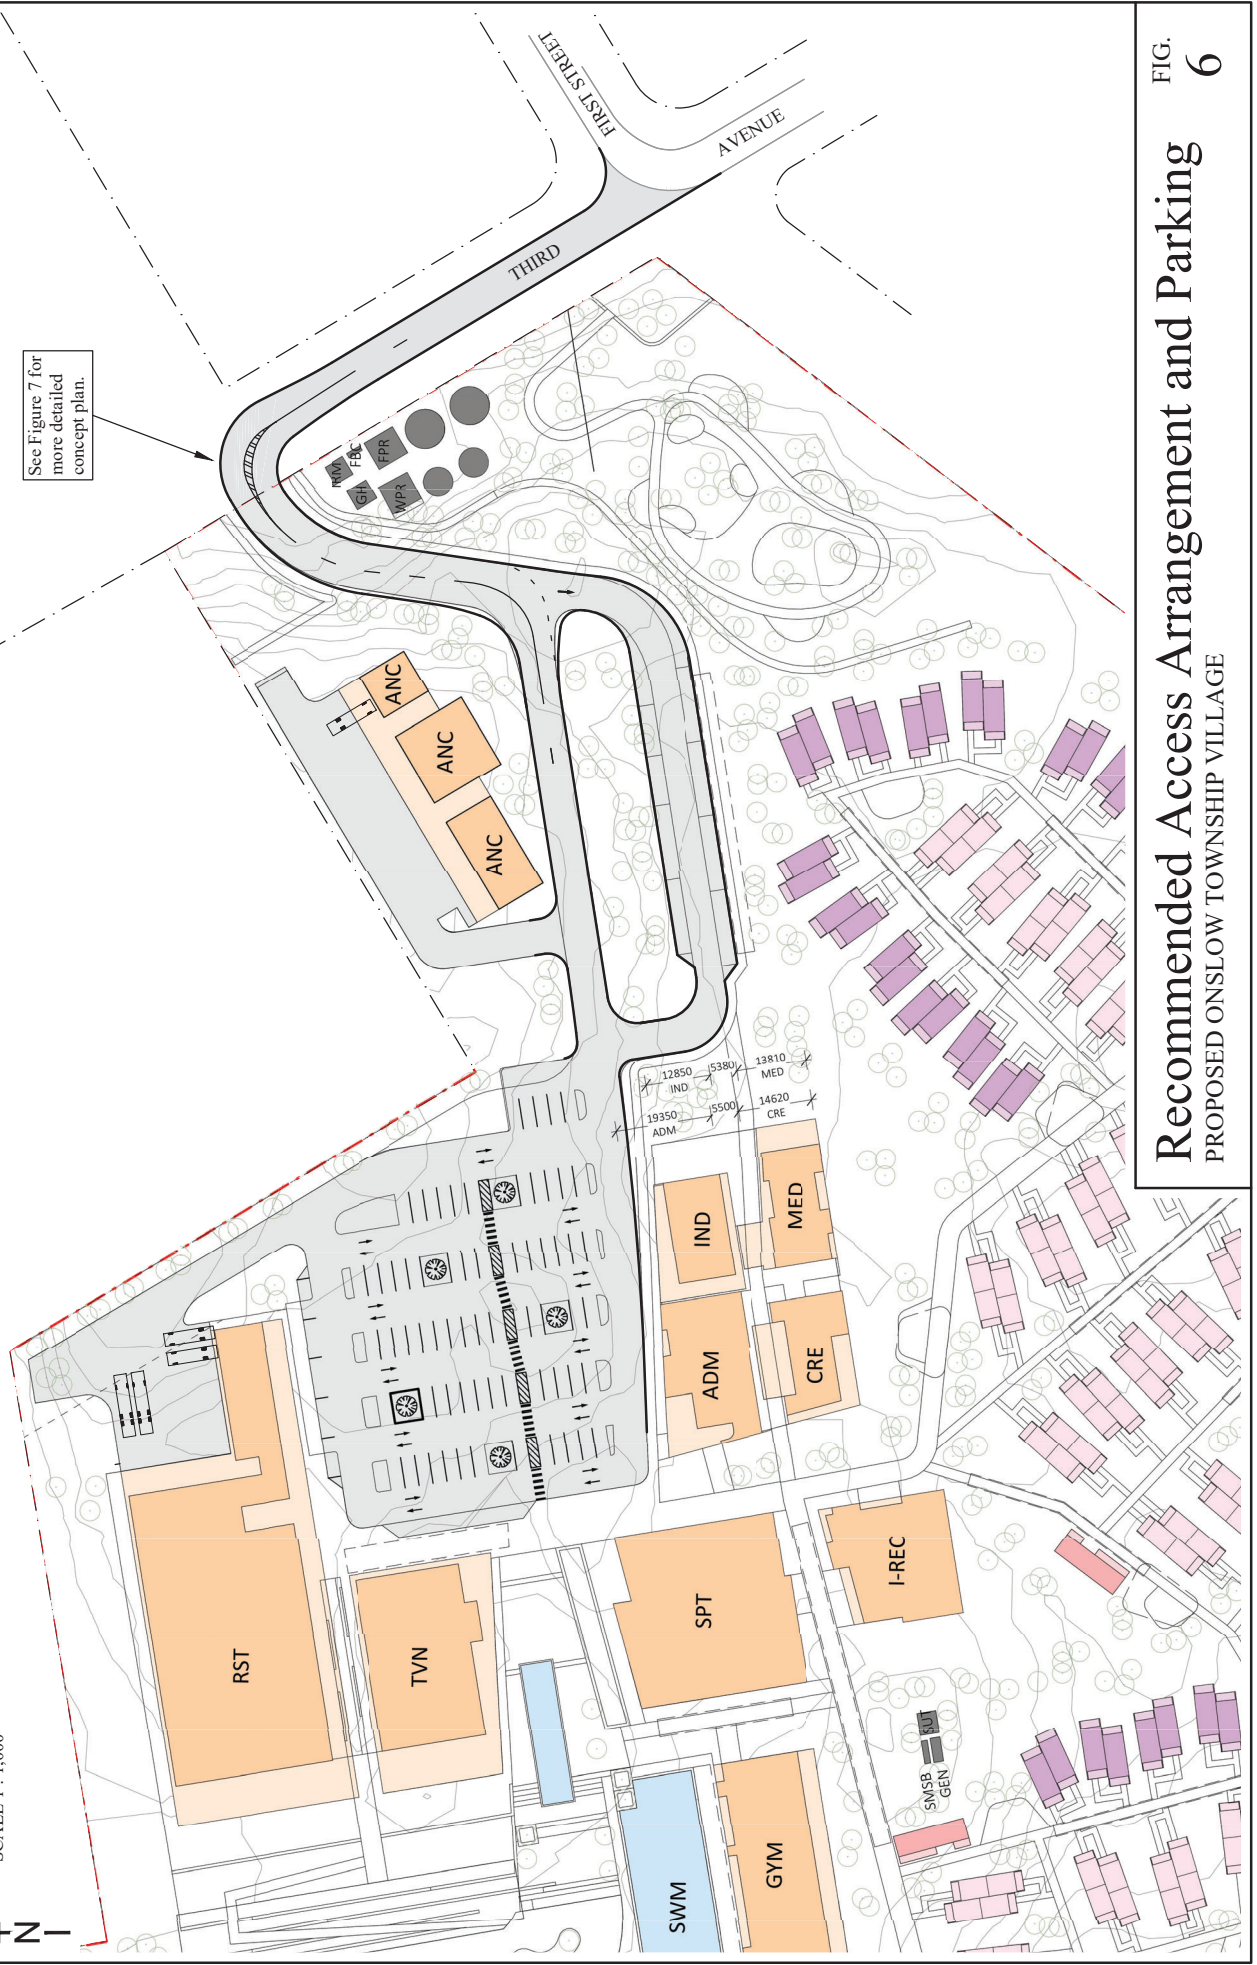 See Figure 7 for
more detailed
concept plan.
FIRST STREET
THIRD
AVENUE
RM
FBC
FPR
GH
WPR
ANC
ANC
ANC
12850
IND
5380
13810
MED
19350
ADM
5500
14620
CRE
IND
MED
ADM
CRE
RST
TVN
SPT
I-REC
SWM
GYM
SUT
SMSB
GEN
N
Recommended Access Arrangement and Parking
PROPOSED ONSLOW TOWNSHIP VILLAGE
FIG.
6